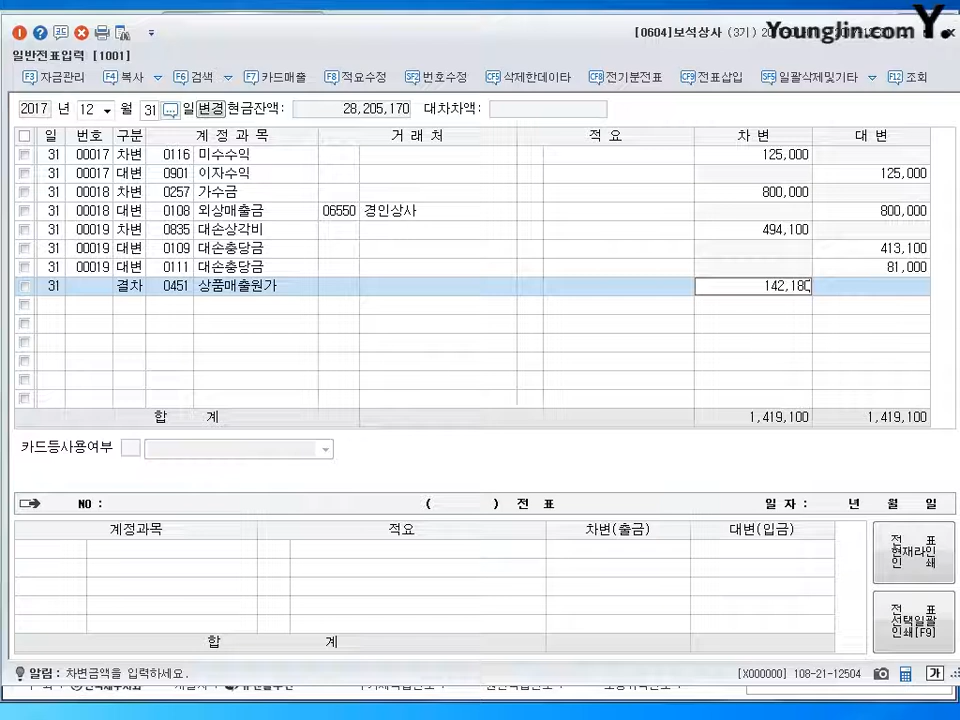 Younglin.com Y.
[0604]보석상사 (3기)
일반전표입력 [1001]
F3 자금관리 F4 복사 F6 검색 F7 카드매출 F8 적요수정 SF2 번호수정 CF5 삭제한데이타 CF8 전기분전표 CF9 전표삽입 SF5 일괄삭제및기타 F12 조회
2017 년 12 월 31 일 변경 현금잔액: 28,205,170 대차차액:
일 번호 구분 계 정 과 목 거 래 처 적 요 차 변 대 변
31 00017 차변 0116 미수수익 125,000
31 00017 대변 0901 이자수익 125,000
31 00018 차변 0257 가수금 800,000
31 00018 대변 0108 외상매출금 06550 경인상사 800,000
31 00019 차변 0835 대손상각비 494,100
31 00019 대변 0109 대손충당금 413,100
31 00019 대변 0111 대손충당금 81,000
31 결차 0451 상품매출원가 142,180
합 계 1,419,100 1,419,100
카드등사용여부
NO : ( ) 전 표 일 자 : 년 월 일
계정과목 적요 차변(출금) 대변(입금)
전 표
현재라인
인 쇄
전 표
선택일괄
인쇄[F9]
합 계
알림 : 차변금액을 입력하세요. [X000000] 108-21-12504 가